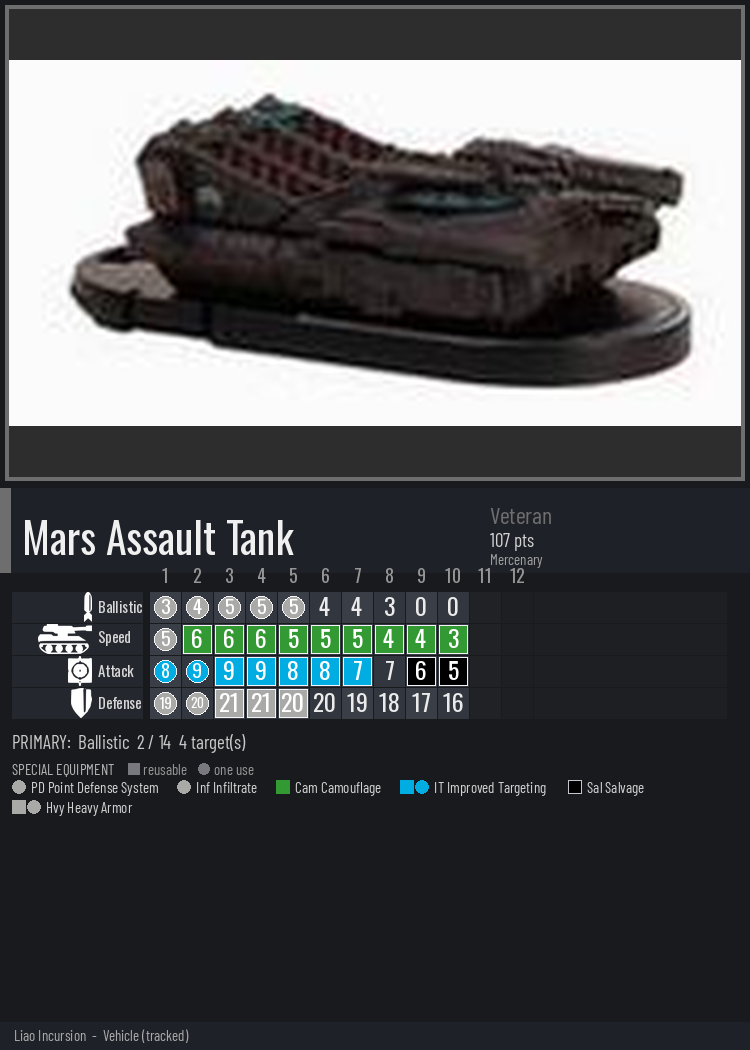 Mars Assault Tank
Veteran
107 pts
Mercenary
1 2 3 4 5 6 7 8 9 10 11 12
Ballistic 3 4 5 5 5 4 4 3 0 0
Speed 5 6 6 6 5 5 5 4 4 3
Attack 8 9 9 9 8 8 7 7 6 5
Defense 19 20 21 21 20 20 19 18 17 16
PRIMARY: Ballistic 2 / 14 4 target(s)
SPECIAL EQUIPMENT reusable one use
PD Point Defense System Inf Infiltrate Cam Camouflage IT Improved Targeting Sal Salvage
Hvy Heavy Armor
Liao Incursion - Vehicle (tracked)